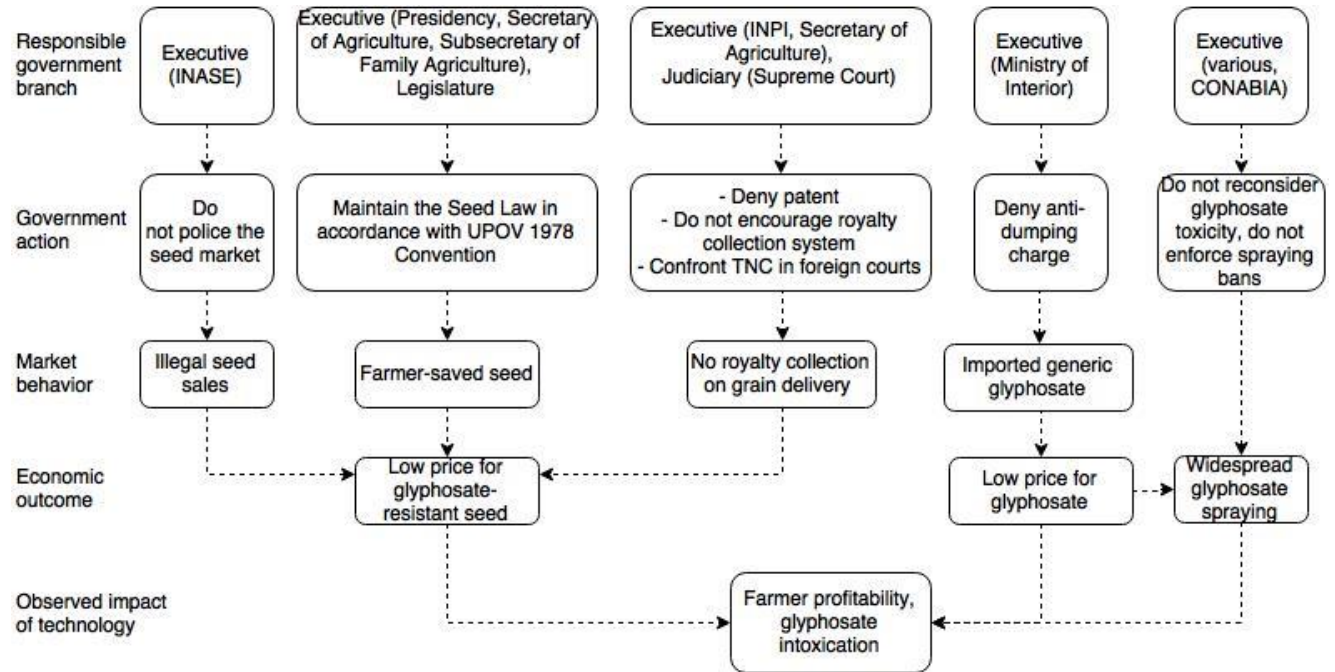 Responsible
government
branch
Executive
(INASE)
Executive (Presidency, Secretary
of Agriculture, Subsecretary of
Family Agriculture),
Legislature
Executive (INPI, Secretary of
Agriculture),
Judiciary (Supreme Court)
Executive
(Ministry of
Interior)
Executive
(various,
CONABIA)
Government
action
Do
not police the
seed market
Maintain the Seed Law in
accordance with UPOV 1978
Convention
- Deny patent
- Do not encourage royalty
collection system
- Confront TNC in foreign courts
Deny anti-
dumping
charge
Do not reconsider
glyphosate
toxicity, do not
enforce spraying
bans
Market
behavior
Illegal seed
sales
Farmer-saved seed
No royalty collection
on grain delivery
Imported generic
glyphosate
Economic
outcome
Low price for
glyphosate-
resistant seed
Low price for
glyphosate
Widespread
glyphosate
spraying
Observed impact
of technology
Farmer profitability,
glyphosate
intoxication